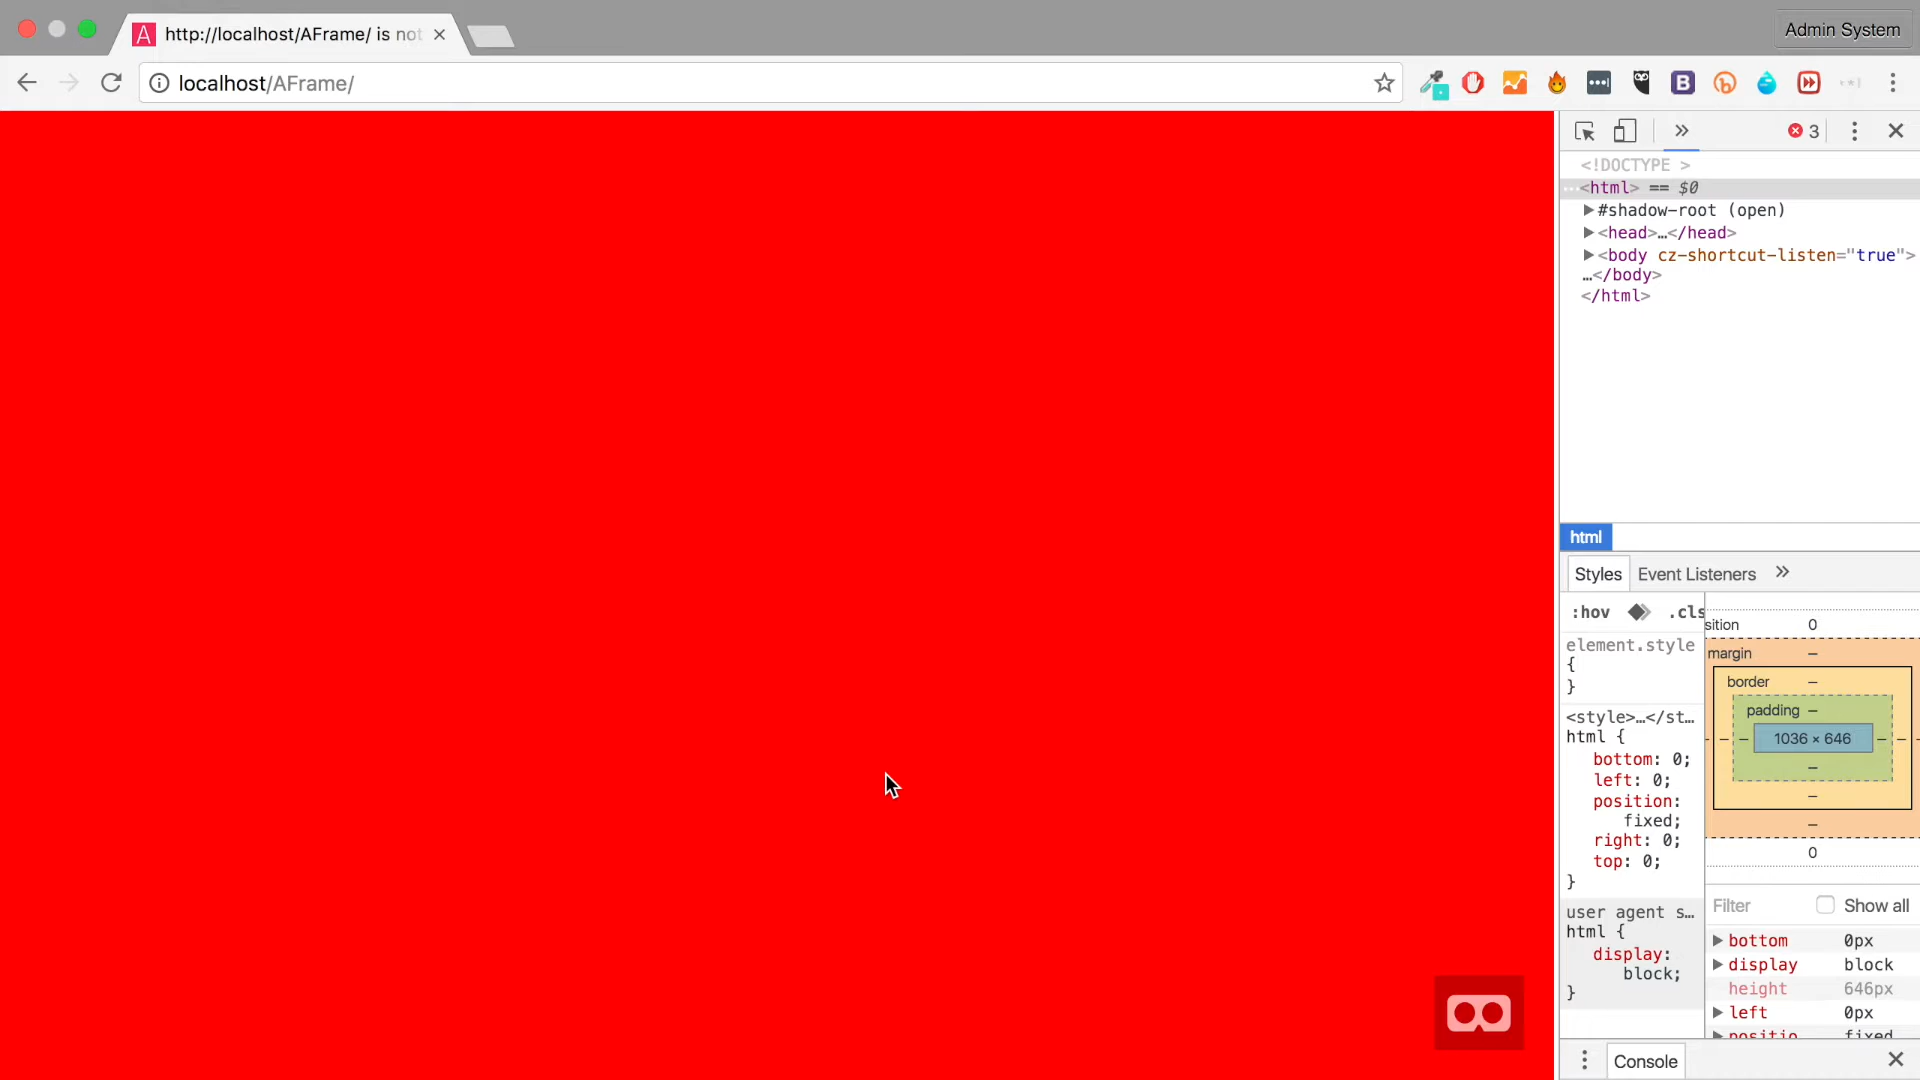 http://localhost/AFrame/ is not
Admin System
localhost/AFrame/
3
<!DOCTYPE >
…<html> == $0
#shadow-root (open)
<head>…</head>
<body cz-shortcut-listen="true">
…</body>
</html>
html
Styles
Event Listeners
:hov
.cls
element.style
{
}
<style>…</st…
html {
bottom: 0;
left: 0;
position:
fixed;
right: 0;
top: 0;
}
user agent s…
html {
display:
block;
}
sition 0
margin –
border –
padding –
– – – 1036 × 646 – – –
–
–
–
0
Filter
Show all
bottom 0px
display block
height 646px
left 0px
positio fixed
Console